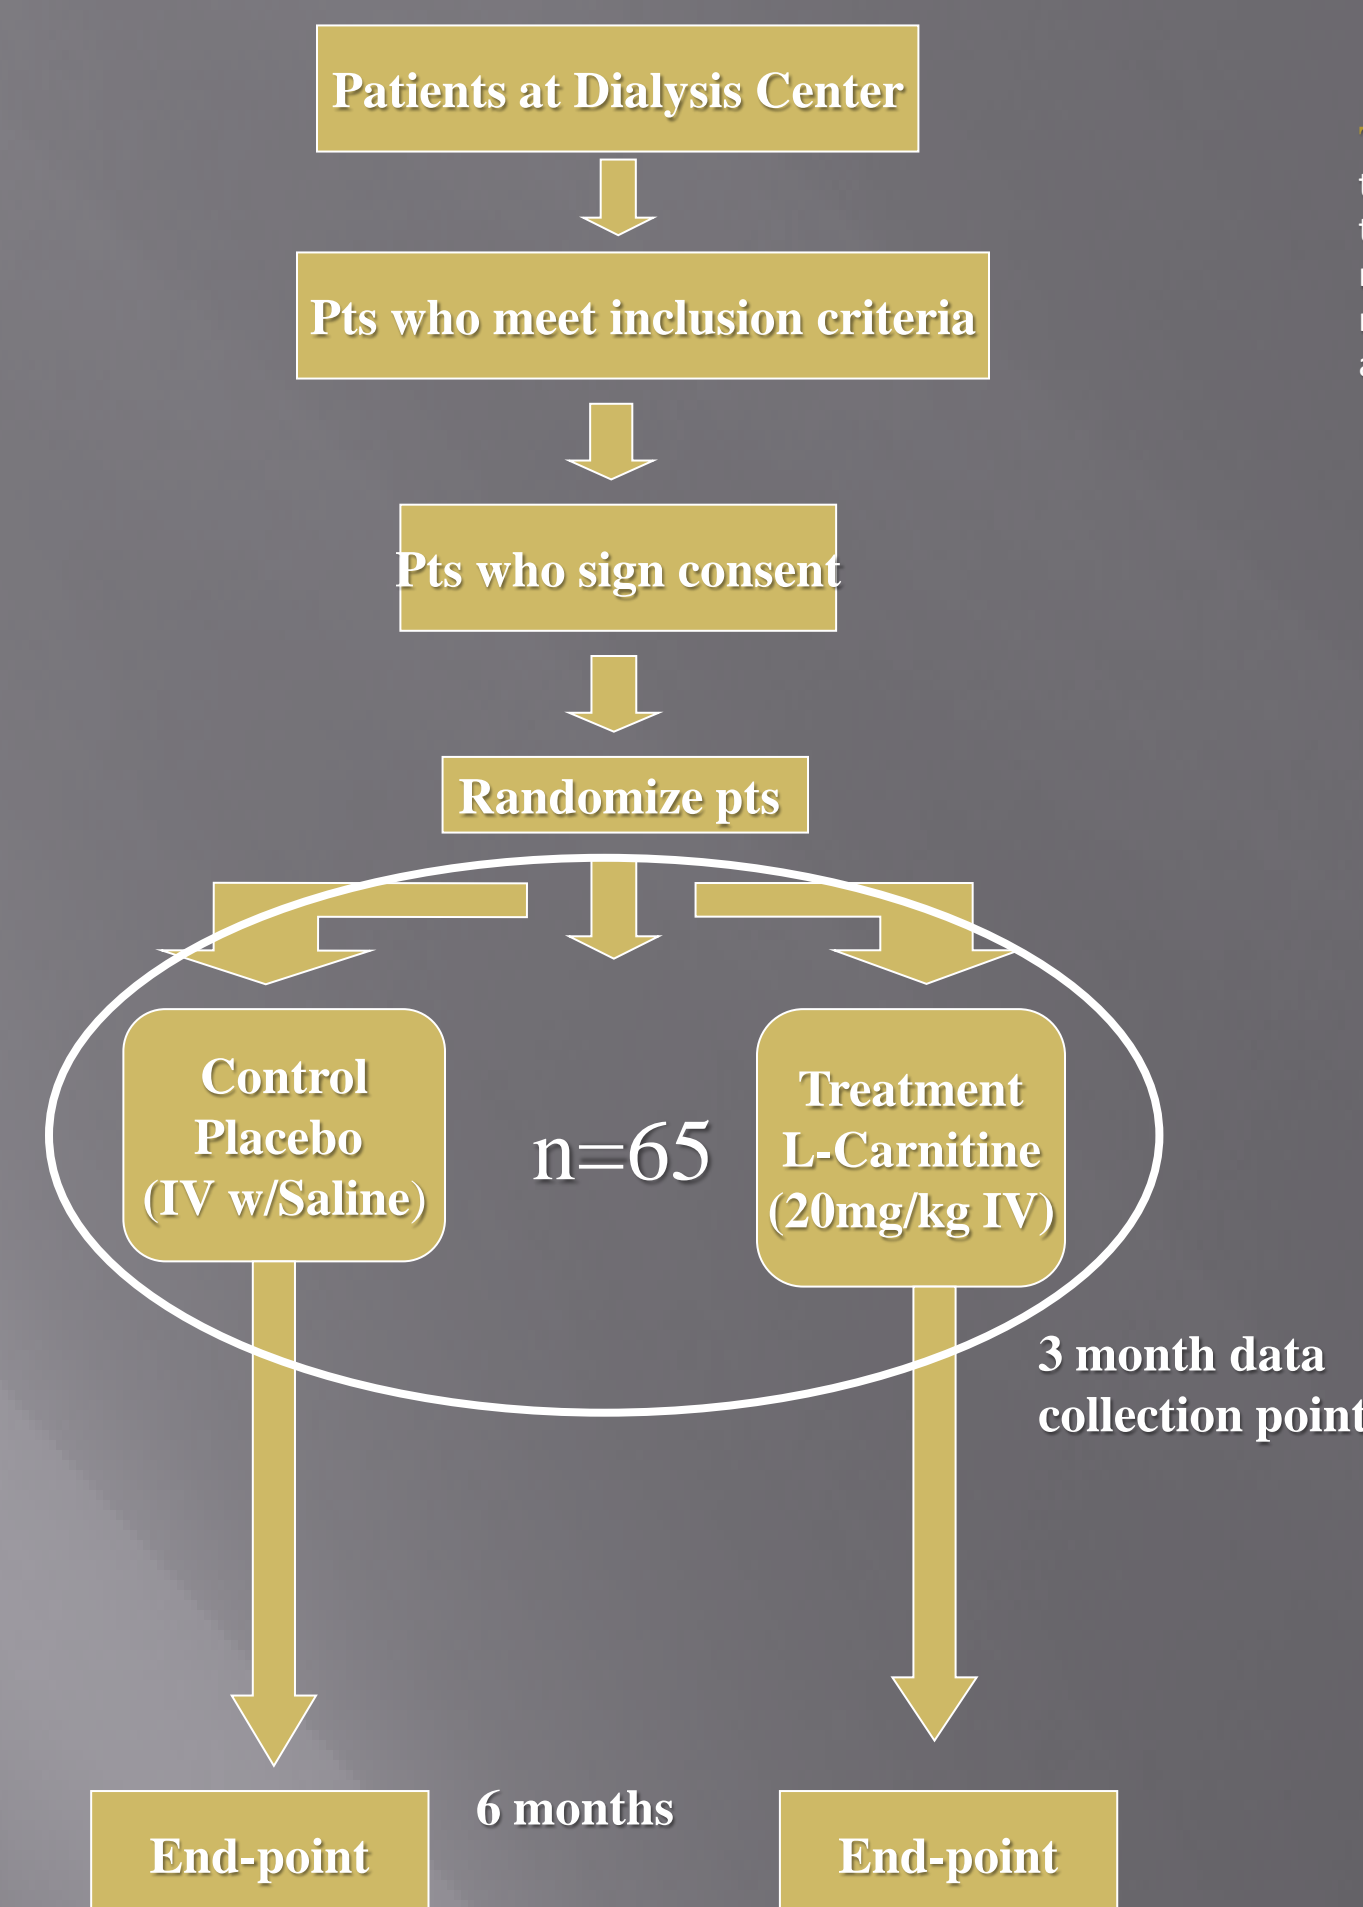 Patients at Dialysis Center
Pts who meet inclusion criteria
Pts who sign consent
Randomize pts
Control
Placebo
(IV w/Saline)
n=65
Treatment
L-Carnitine
(20mg/kg IV)
3 month data
collection point
6 months
End-point
End-point